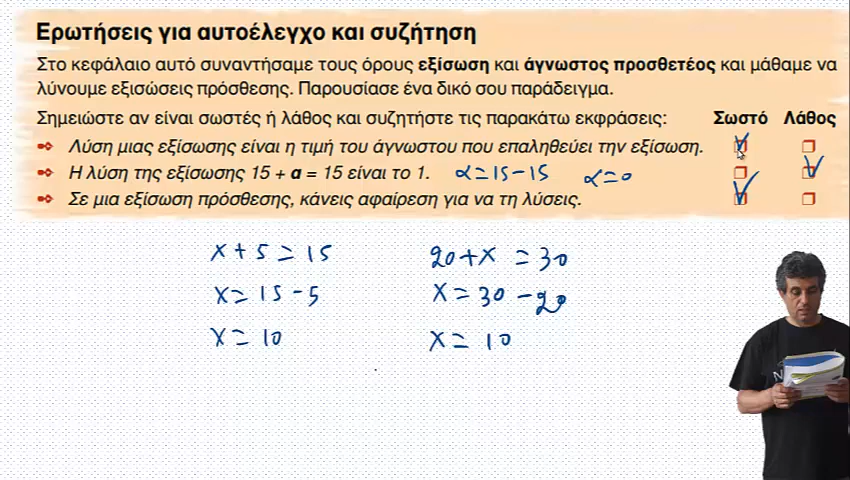 Ερωτήσεις για αυτοέλεγχο και συζήτηση
Στο κεφάλαιο αυτό συναντήσαμε τους όρους εξίσωση και άγνωστος προσθετέος και μάθαμε να
λύνουμε εξισώσεις πρόσθεσης. Παρουσίασε ένα δικό σου παράδειγμα.
Σημειώστε αν είναι σωστές ή λάθος και συζητήστε τις παρακάτω εκφράσεις: Σωστό Λάθος
Λύση μιας εξίσωσης είναι η τιμή του άγνωστου που επαληθεύει την εξίσωση.
Η λύση της εξίσωσης 15 + α = 15 είναι το 1. α=15-15 α=0
Σε μια εξίσωση πρόσθεσης, κάνεις αφαίρεση για να τη λύσεις.
x+5=15 20+x=30
x=15-5 x=30-20
x=10 x=10